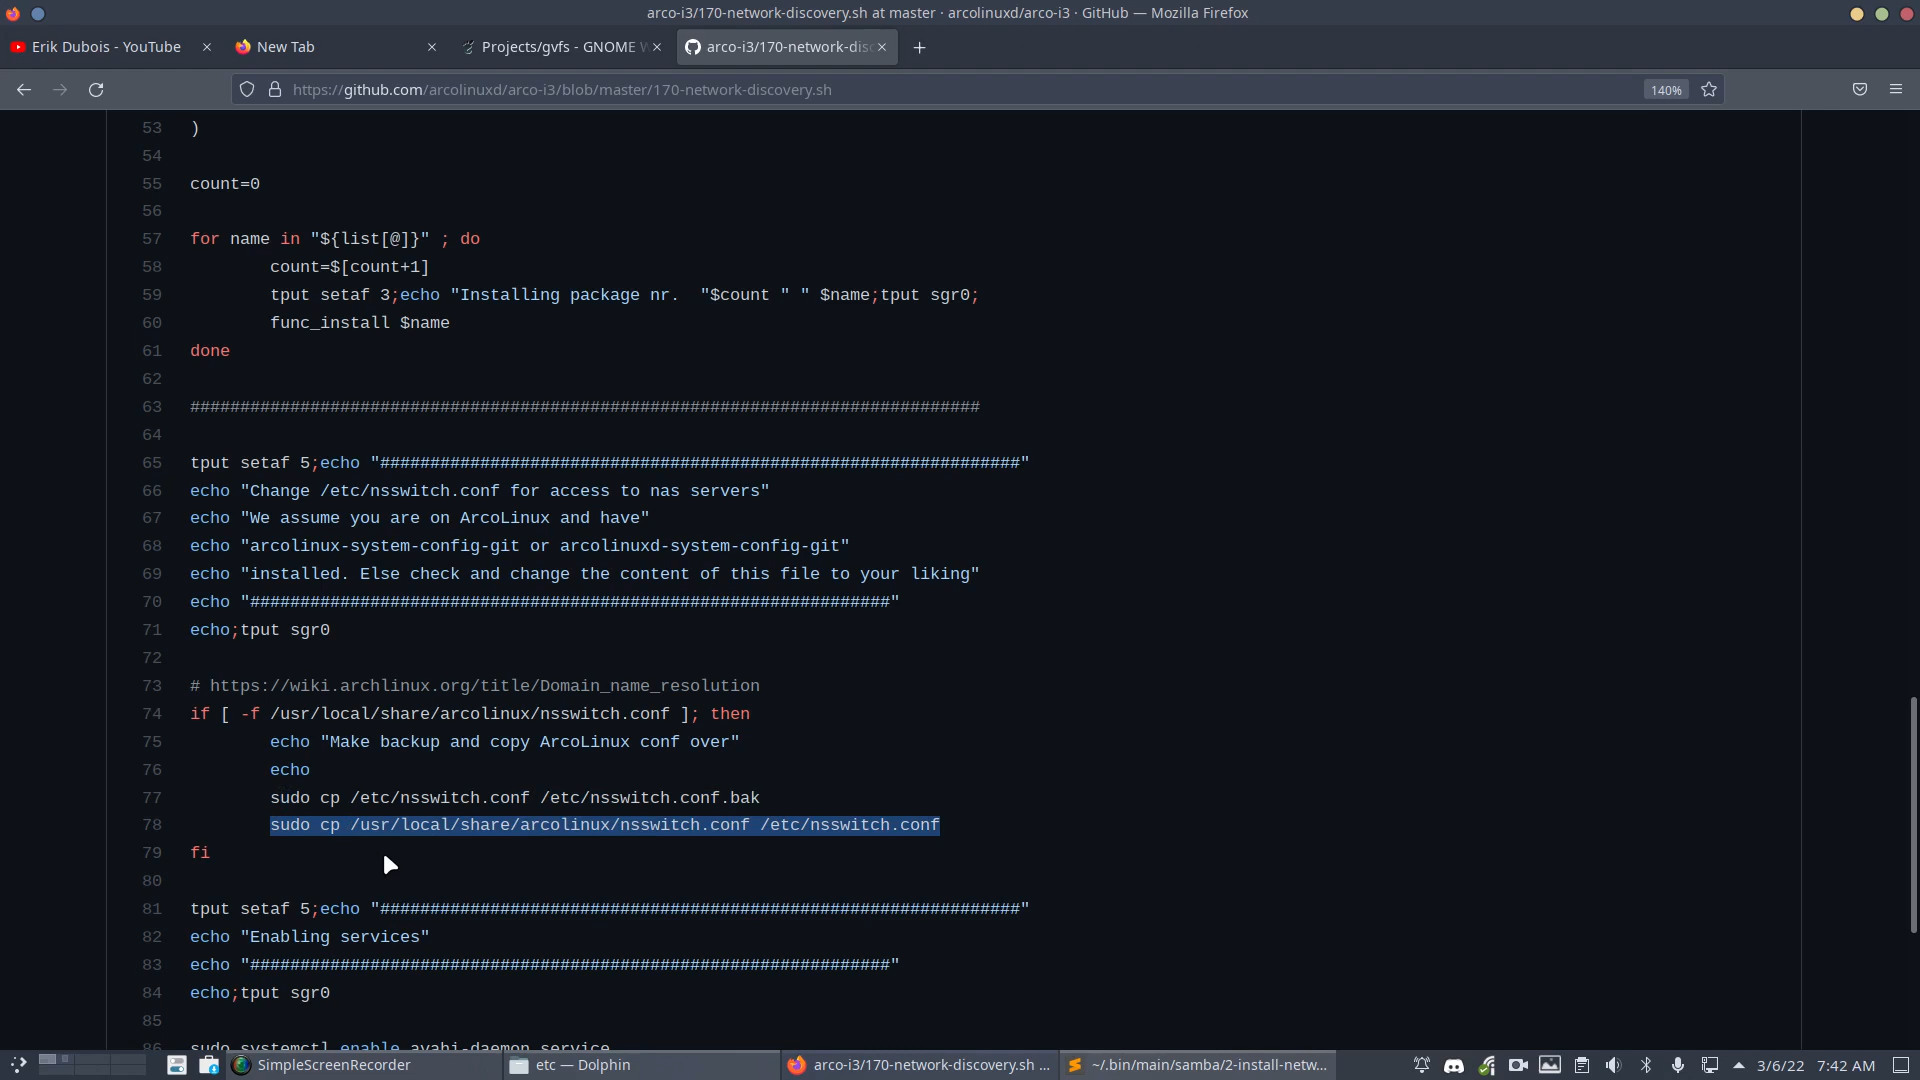 arco-i3/170-network-discovery.sh at master · arcolinuxd/arco-i3 · GitHub — Mozilla Firefox
Erik Dubois - YouTube
New Tab
Projects/gvfs - GNOME W
arco-i3/170-network-disc
https://github.com/arcolinuxd/arco-i3/blob/master/170-network-discovery.sh
140%
53 )
54
55 count=0
56
57 for name in "${list[@]}" ; do
58 count=$[count+1]
59 tput setaf 3;echo "Installing package nr.  "$count " " $name;tput sgr0;
60 func_install $name
61 done
62
63 ###############################################################################
64
65 tput setaf 5;echo "################################################################"
66 echo "Change /etc/nsswitch.conf for access to nas servers"
67 echo "We assume you are on ArcoLinux and have"
68 echo "arcolinux-system-config-git or arcolinuxd-system-config-git"
69 echo "installed. Else check and change the content of this file to your liking"
70 echo "################################################################"
71 echo;tput sgr0
72
73 # https://wiki.archlinux.org/title/Domain_name_resolution
74 if [ -f /usr/local/share/arcolinux/nsswitch.conf ]; then
75 echo "Make backup and copy ArcoLinux conf over"
76 echo
77 sudo cp /etc/nsswitch.conf /etc/nsswitch.conf.bak
78 sudo cp /usr/local/share/arcolinux/nsswitch.conf /etc/nsswitch.conf
79 fi
80
81 tput setaf 5;echo "################################################################"
82 echo "Enabling services"
83 echo "################################################################"
84 echo;tput sgr0
85
86 sudo systemctl enable avahi-daemon.service
SimpleScreenRecorder
etc — Dolphin
arco-i3/170-network-discovery.sh ...
~/.bin/main/samba/2-install-netw...
3/6/22 7:42 AM